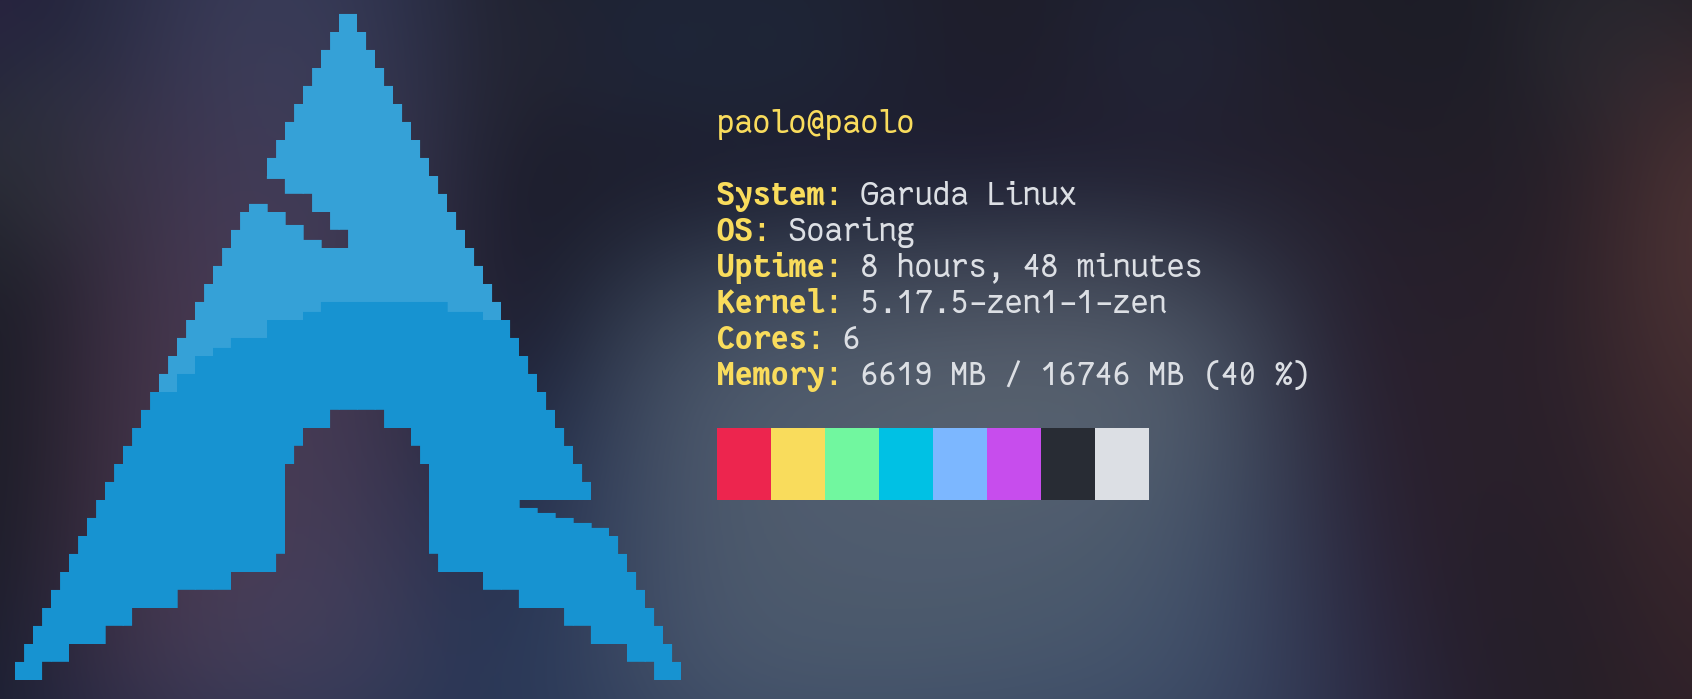 paolo@paolo
System: Garuda Linux
OS: Soaring
Uptime: 8 hours, 48 minutes
Kernel: 5.17.5-zen1-1-zen
Cores: 6
Memory: 6619 MB / 16746 MB (40 %)